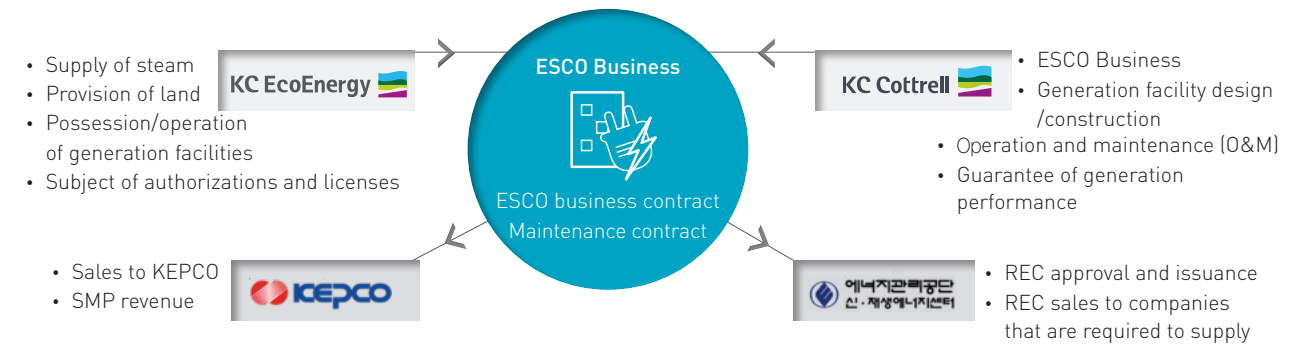 • Supply of steam
• Provision of land
• Possession/operation
of generation facilities
• Subject of authorizations and licenses
KC EcoEnergy
ESCO Business
ESCO business contract
Maintenance contract
KC Cottrell
• ESCO Business
• Generation facility design
/construction
• Operation and maintenance (O&M)
• Guarantee of generation
performance
• Sales to KEPCO
• SMP revenue
KEPCO
에너지관리공단
신·재생에너지센터
• REC approval and issuance
• REC sales to companies
that are required to supply